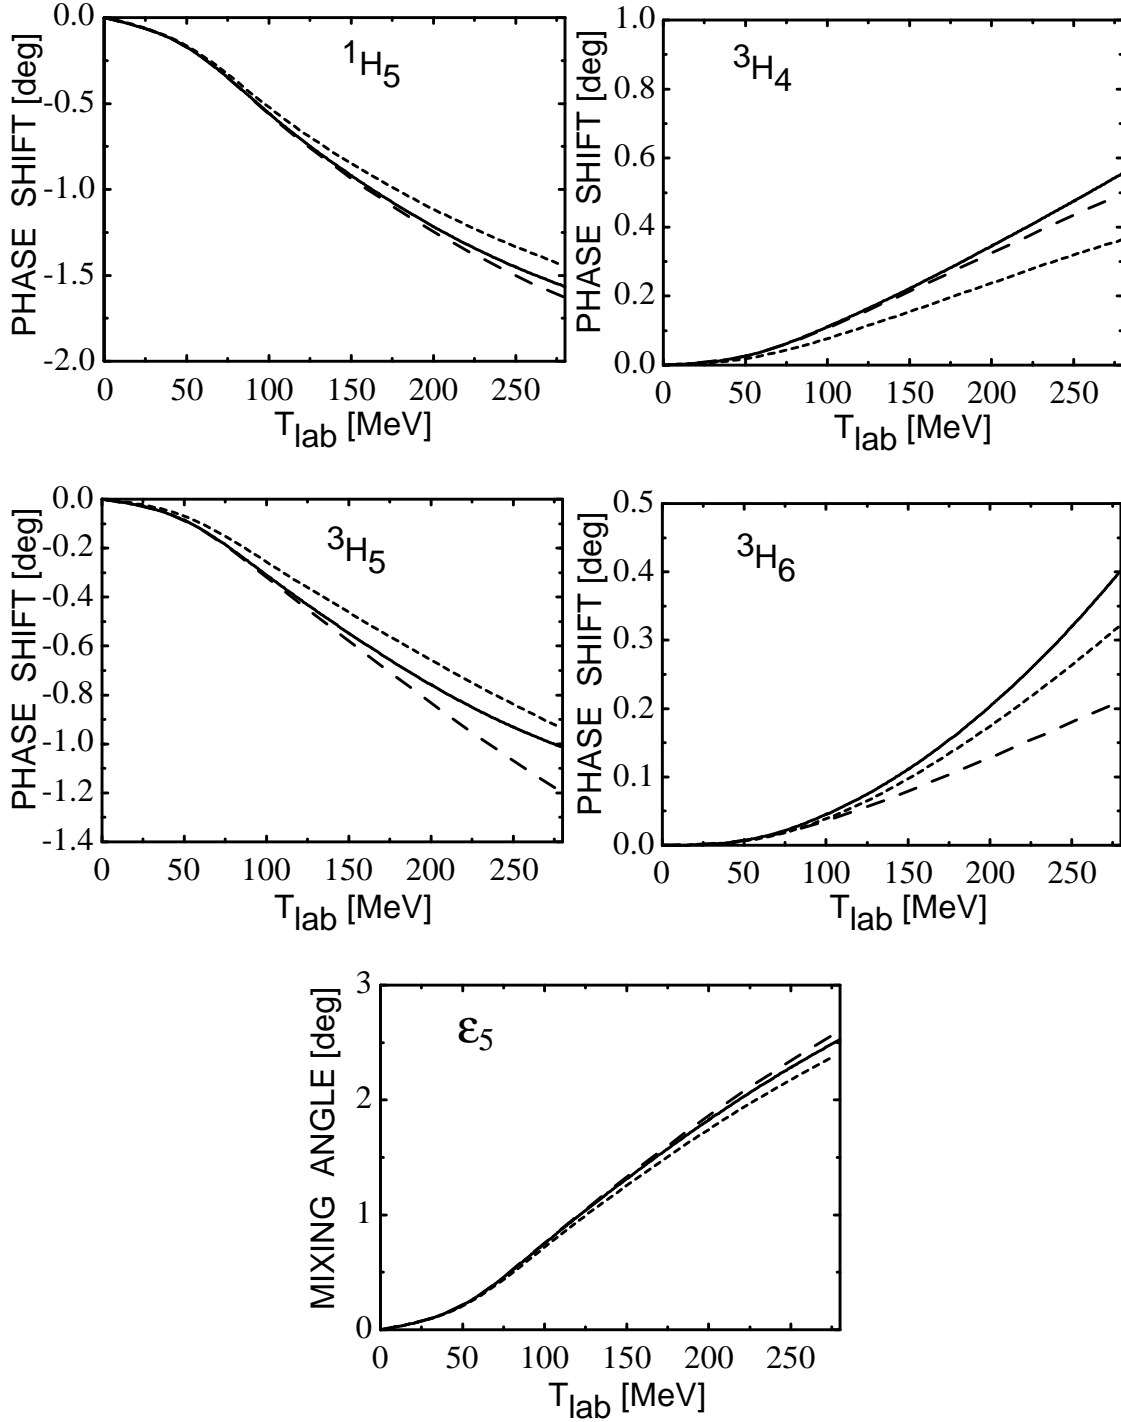 PHASE SHIFT [deg]
0.0
-0.5
-1.0
-1.5
-2.0
¹H₅
0 50 100 150 200 250
T_lab [MeV]
PHASE SHIFT [deg]
1.0
0.8
0.6
0.4
0.2
0.0
³H₄
0 50 100 150 200 250
T_lab [MeV]
PHASE SHIFT [deg]
0.0
-0.2
-0.4
-0.6
-0.8
-1.0
-1.2
-1.4
³H₅
0 50 100 150 200 250
T_lab [MeV]
PHASE SHIFT [deg]
0.5
0.4
0.3
0.2
0.1
0.0
³H₆
0 50 100 150 200 250
T_lab [MeV]
MIXING ANGLE [deg]
3
2
1
0
ε₅
0 50 100 150 200 250
T_lab [MeV]